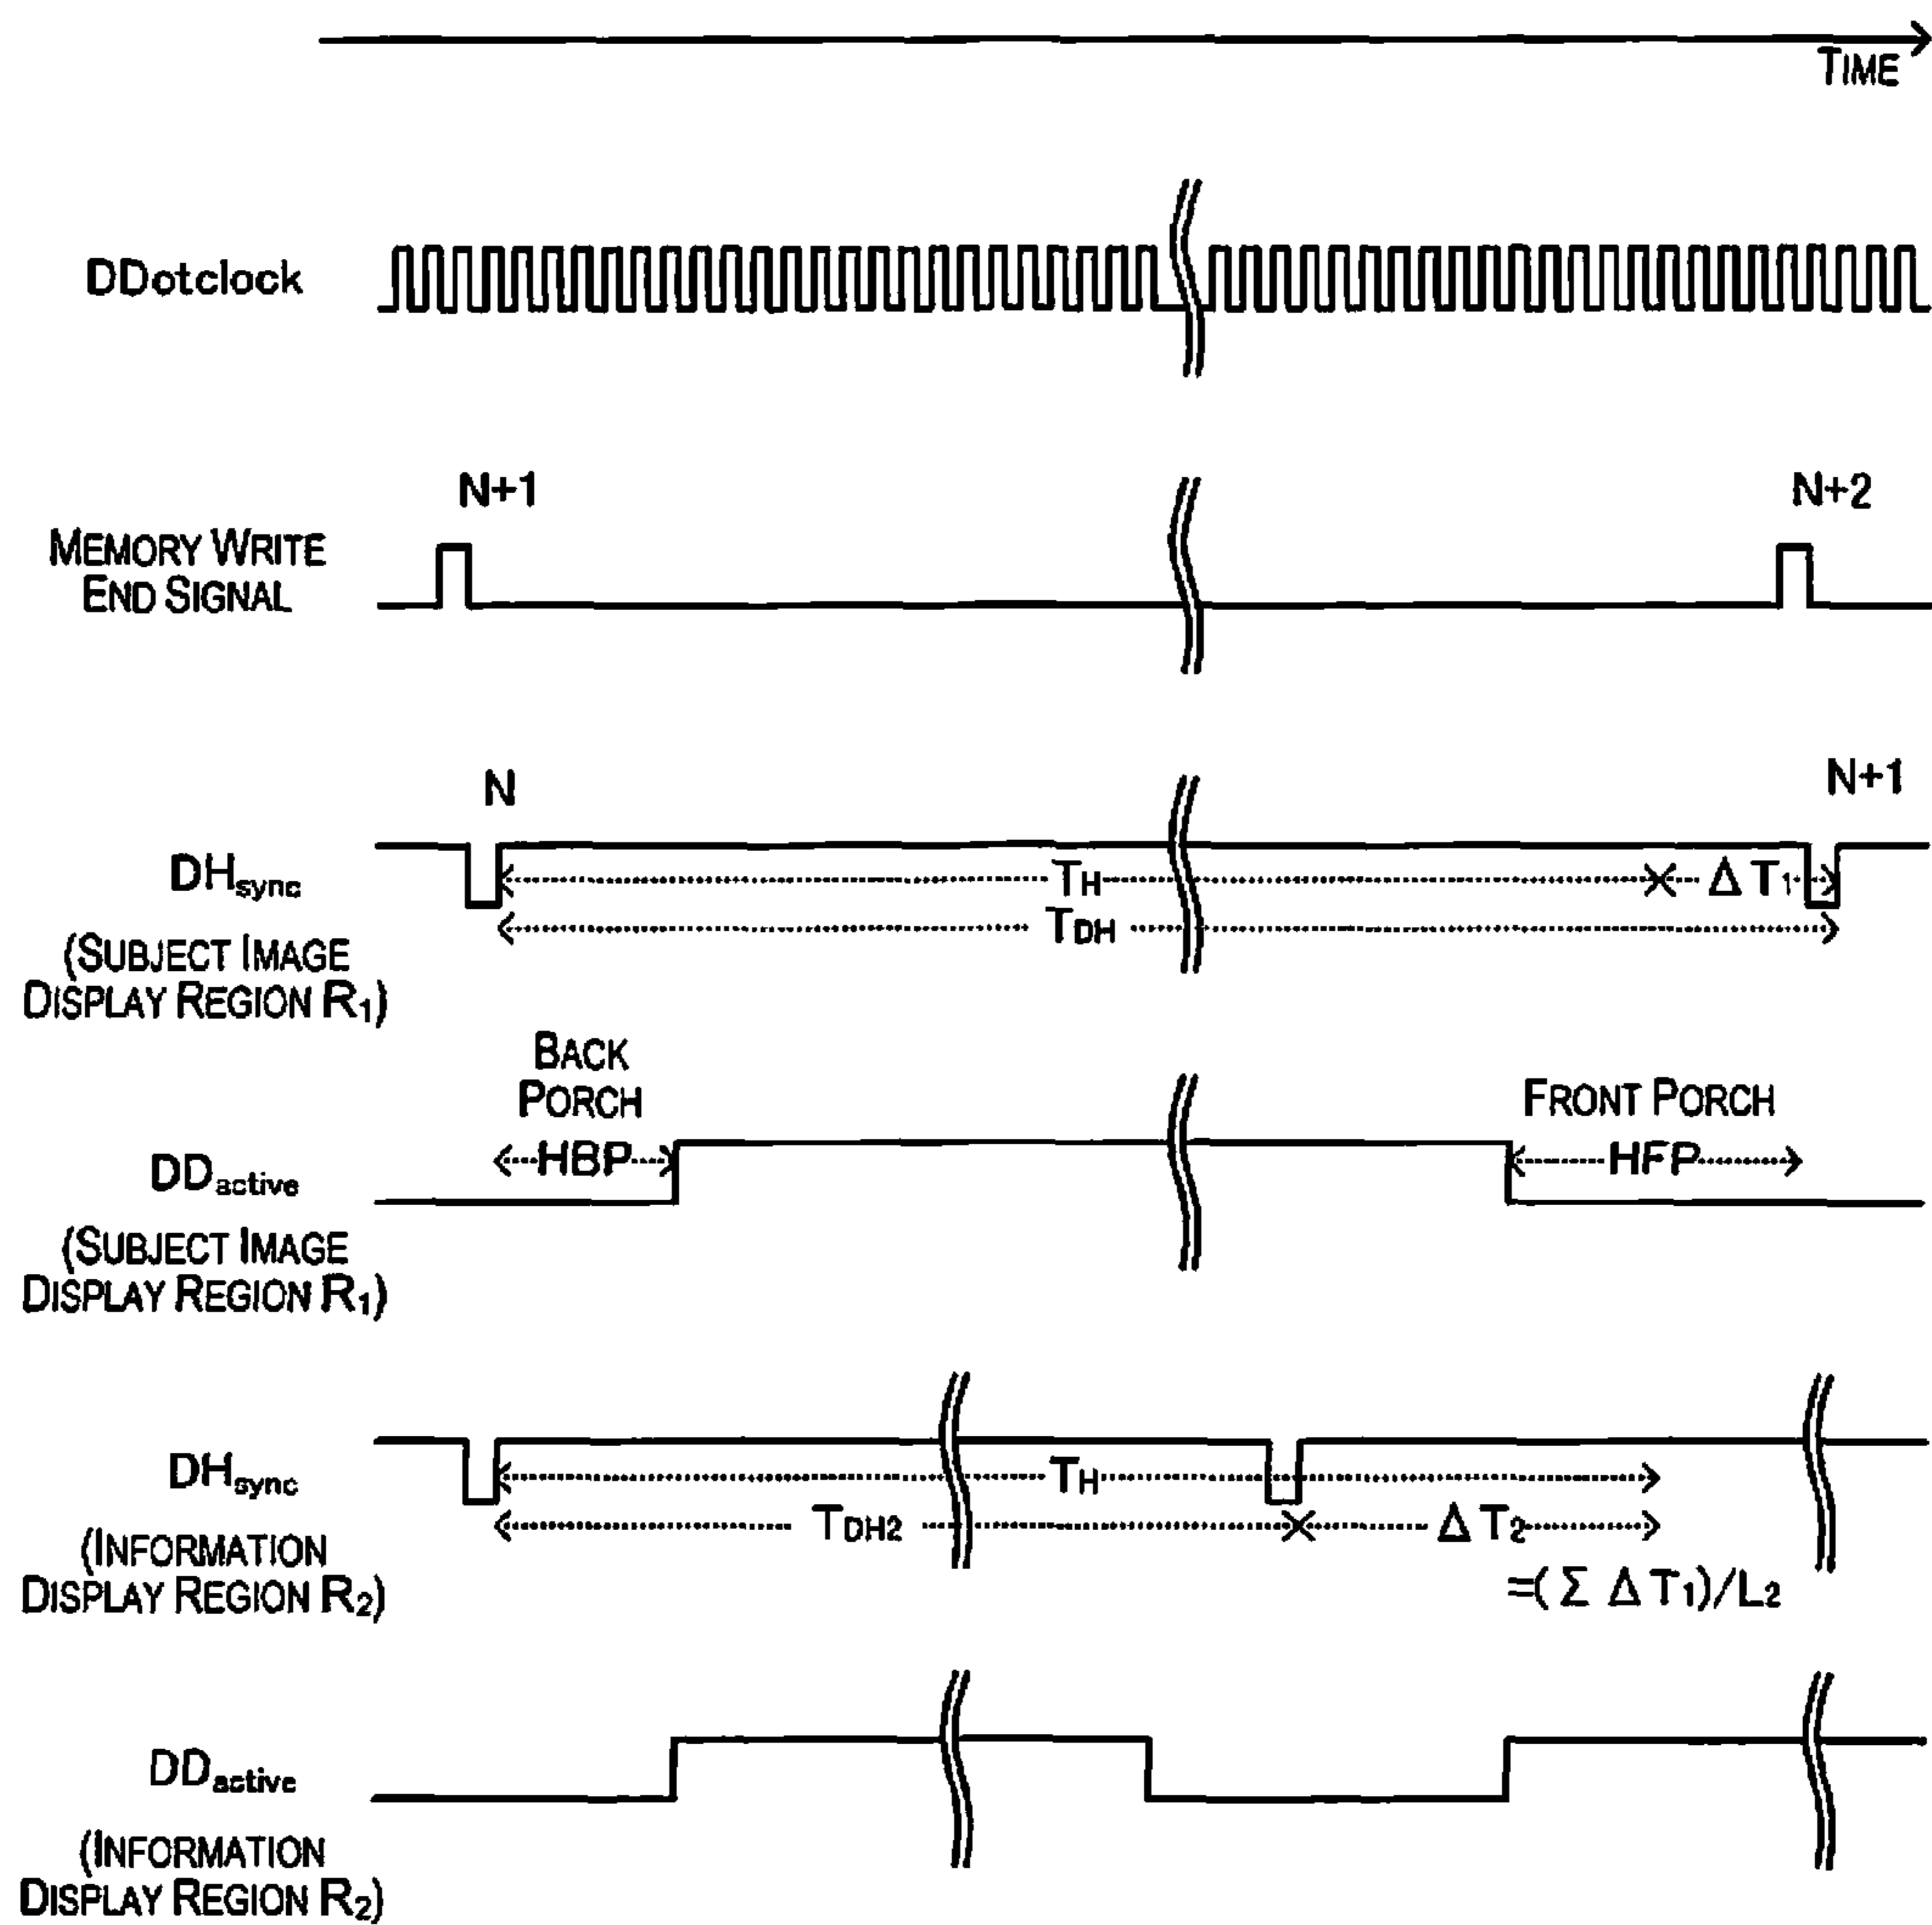 TIME
DDotclock
N+1
N+2
MEMORY WRITE
END SIGNAL
N
N+1
DHsync
TH
ΔT1
TDH
(SUBJECT IMAGE
DISPLAY REGION R1)
BACK
PORCH
FRONT PORCH
HBP
HFP
DDactive
(SUBJECT IMAGE
DISPLAY REGION R1)
DHsync
TH
TDH2
ΔT2
=(ΣΔT1)/L2
(INFORMATION
DISPLAY REGION R2)
DDactive
(INFORMATION
DISPLAY REGION R2)